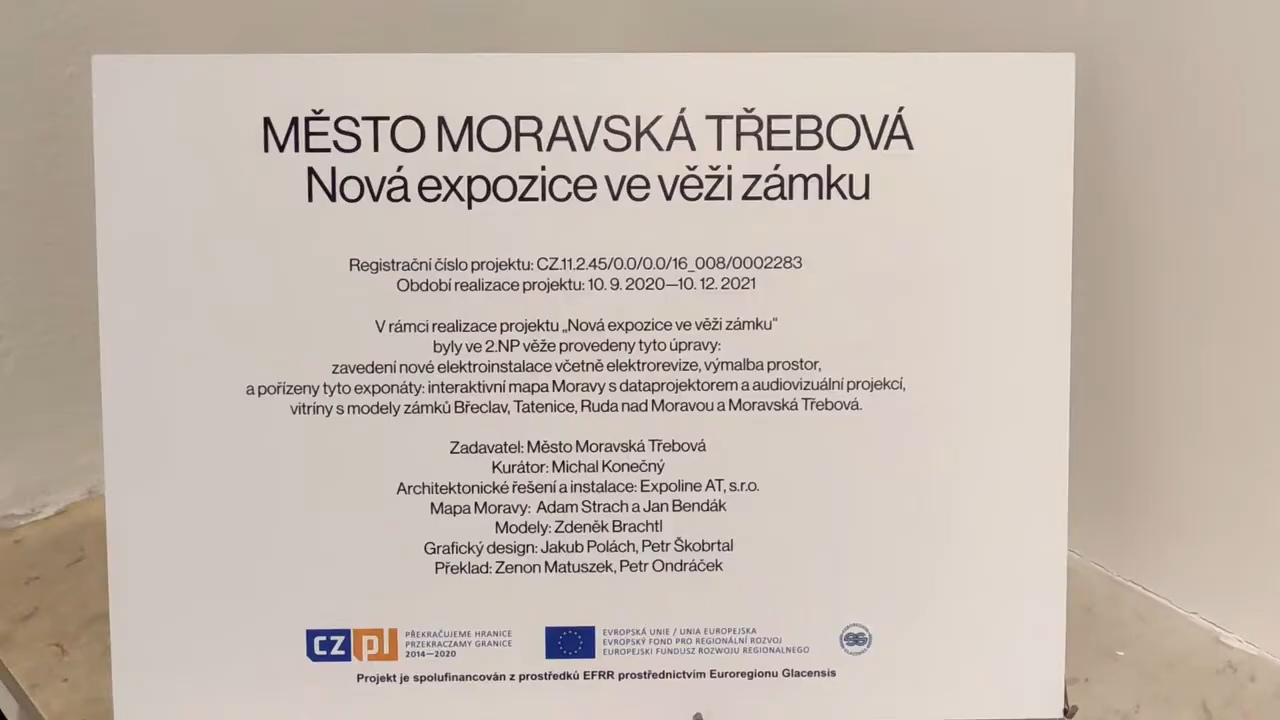 MĚSTO MORAVSKÁ TŘEBOVÁ
Nová expozice ve věži zámku
Registrační číslo projektu: CZ.11.2.45/0.0/0.0/16_008/0002283
Období realizace projektu: 10. 9. 2020—10. 12. 2021
V rámci realizace projektu „Nová expozice ve věži zámku"
byly ve 2.NP věže provedeny tyto úpravy:
zavedení nové elektroinstalace včetně elektrorevize, výmalba prostor,
a pořízeny tyto exponáty: interaktivní mapa Moravy s dataprojektorem a audiovizuální projekcí,
vitríny s modely zámků Břeclav, Tatenice, Ruda nad Moravou a Moravská Třebová.
Zadavatel: Město Moravská Třebová
Kurátor: Michal Konečný
Architektonické řešení a instalace: Expoline AT, s.r.o.
Mapa Moravy: Adam Strach a Jan Bendák
Modely: Zdeněk Brachtl
Grafický design: Jakub Polách, Petr Škobrtal
Překlad: Zenon Matuszek, Petr Ondráček
cz pl
PŘEKRAČUJEME HRANICE
PRZEKRACZAMY GRANICE
2014—2020
EVROPSKÁ UNIE / UNIA EUROPEJSKA
EVROPSKÝ FOND PRO REGIONÁLNÍ ROZVOJ
EUROPEJSKI FUNDUSZ ROZWOJU REGIONALNEGO
Projekt je spolufinancován z prostředků EFRR prostřednictvím Euroregionu Glacensis